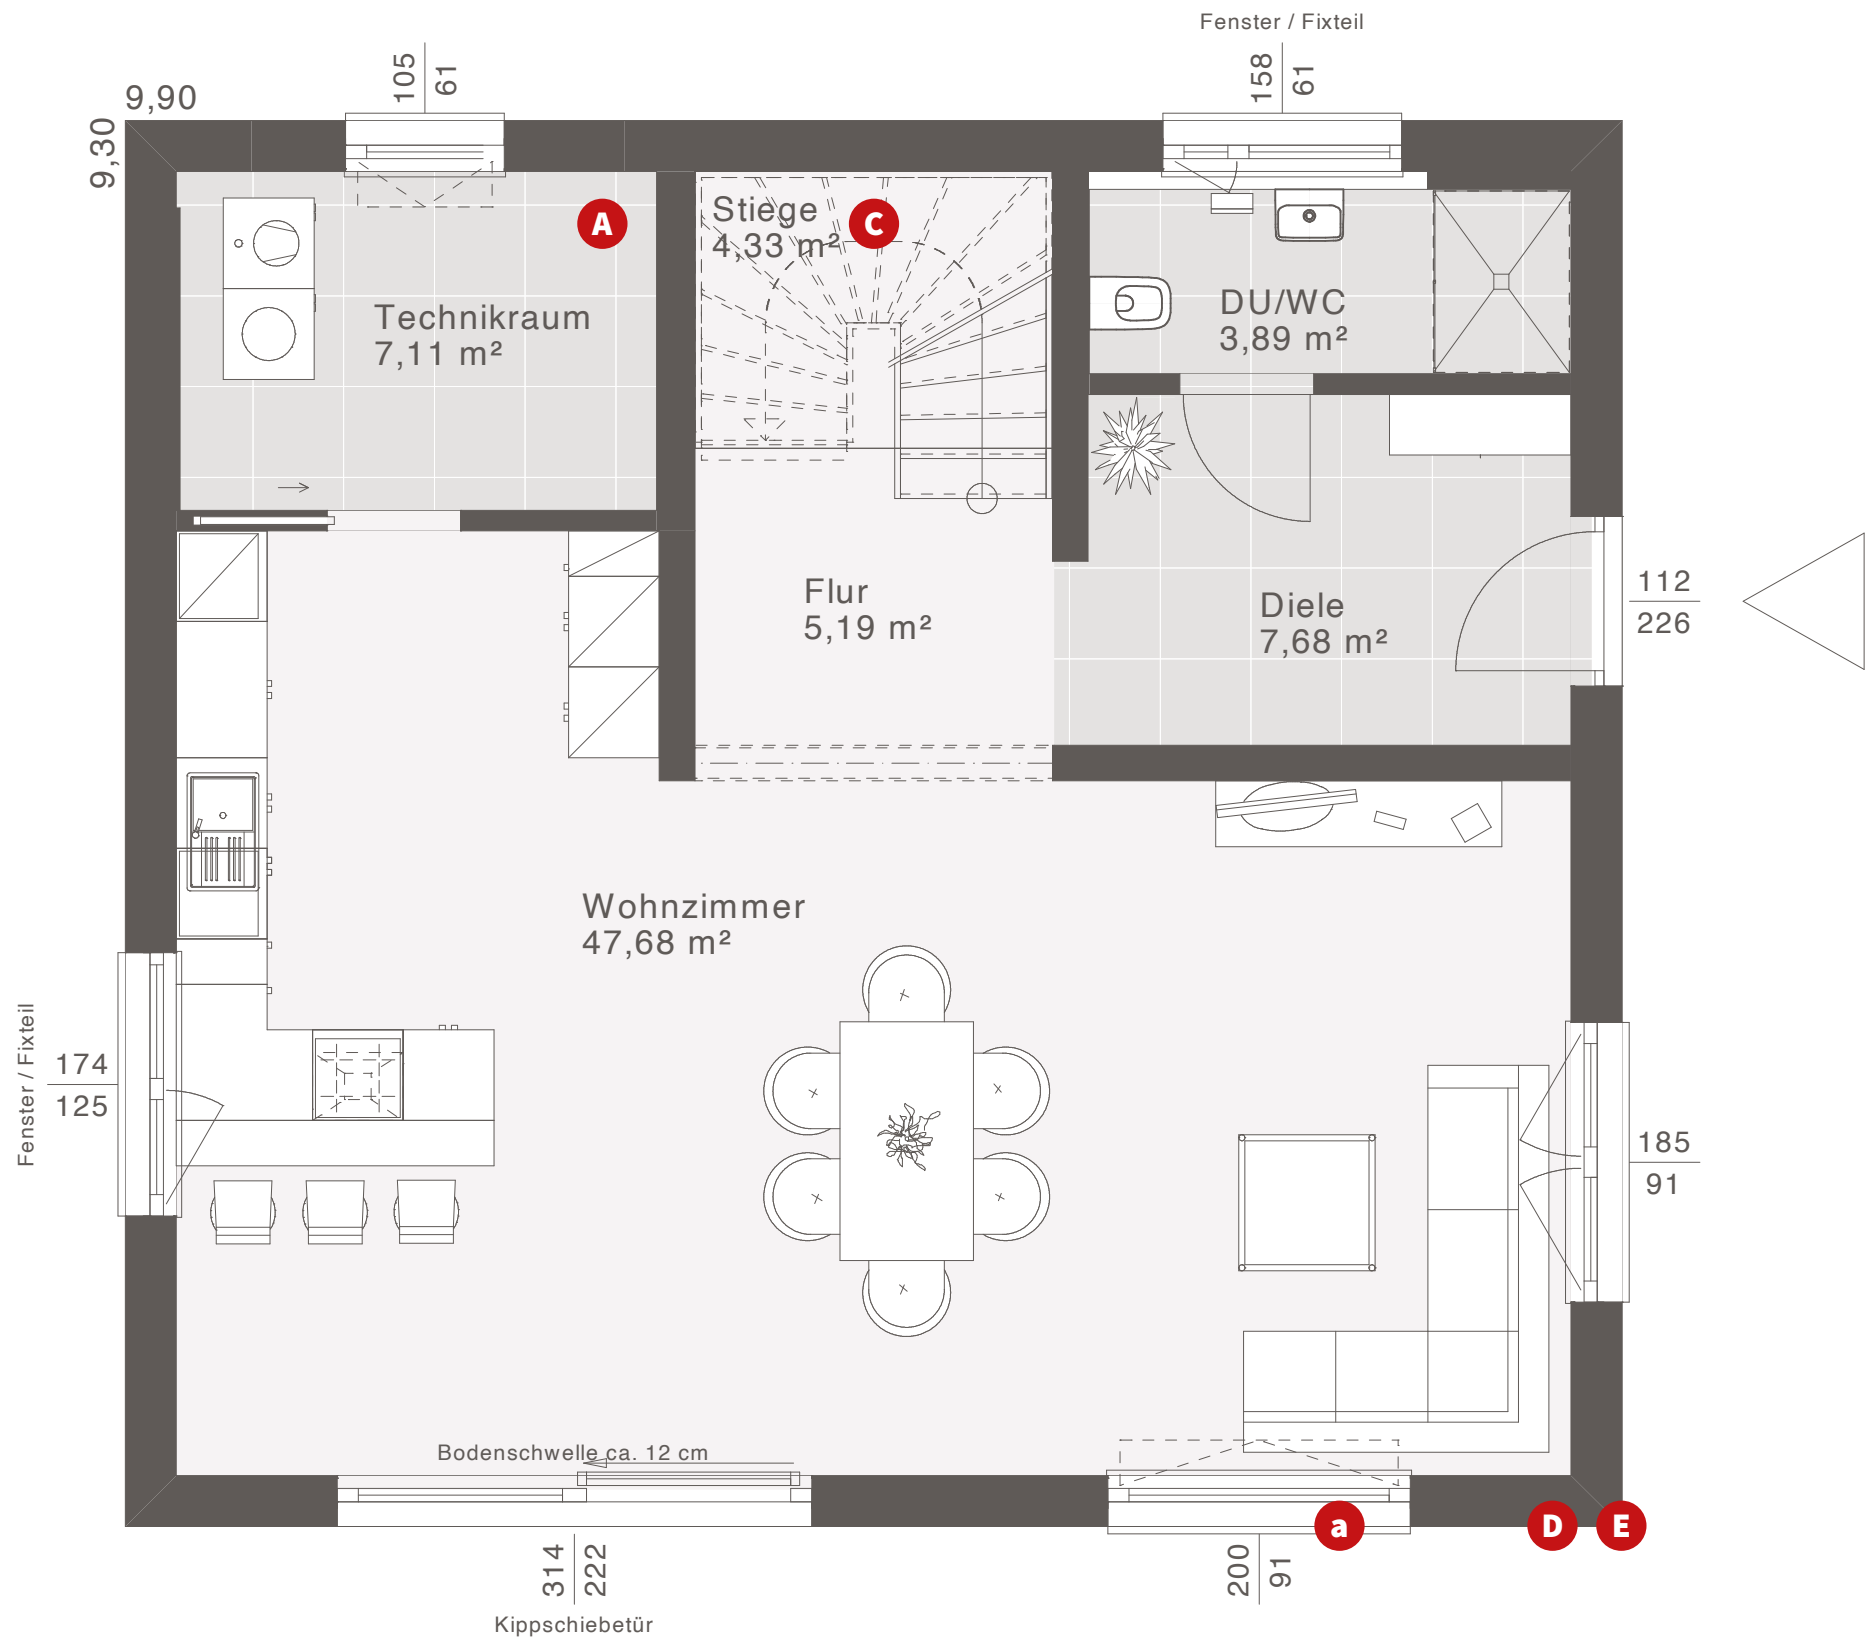 Fenster / Fixteil
105
61
158
61
9,90
9,30
A
Stiege
4,33 m²
C
Technikraum
7,11 m²
DU/WC
3,89 m²
Flur
5,19 m²
Diele
7,68 m²
112
226
Wohnzimmer
47,68 m²
Fenster / Fixteil
174
125
185
91
Bodenschwelle ca. 12 cm
a
D
E
314
222
200
91
Kippschiebetür